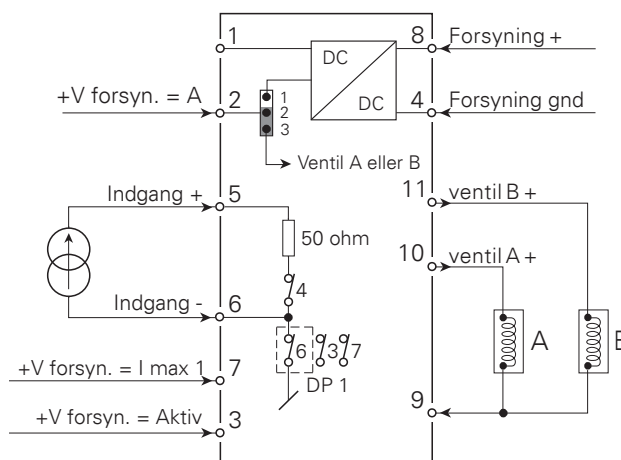 1
DC
DC
8
Forsyning +
+V forsyn. = A
2
1
2
3
4
Forsyning gnd
Ventil A eller B
Indgang +
5
50 ohm
11
ventil B+
10
ventil A+
4
Indgang -
6
6
3
7
DP 1
A
B
+V forsyn. = I max 1
7
+V forsyn. = Aktiv
3
9